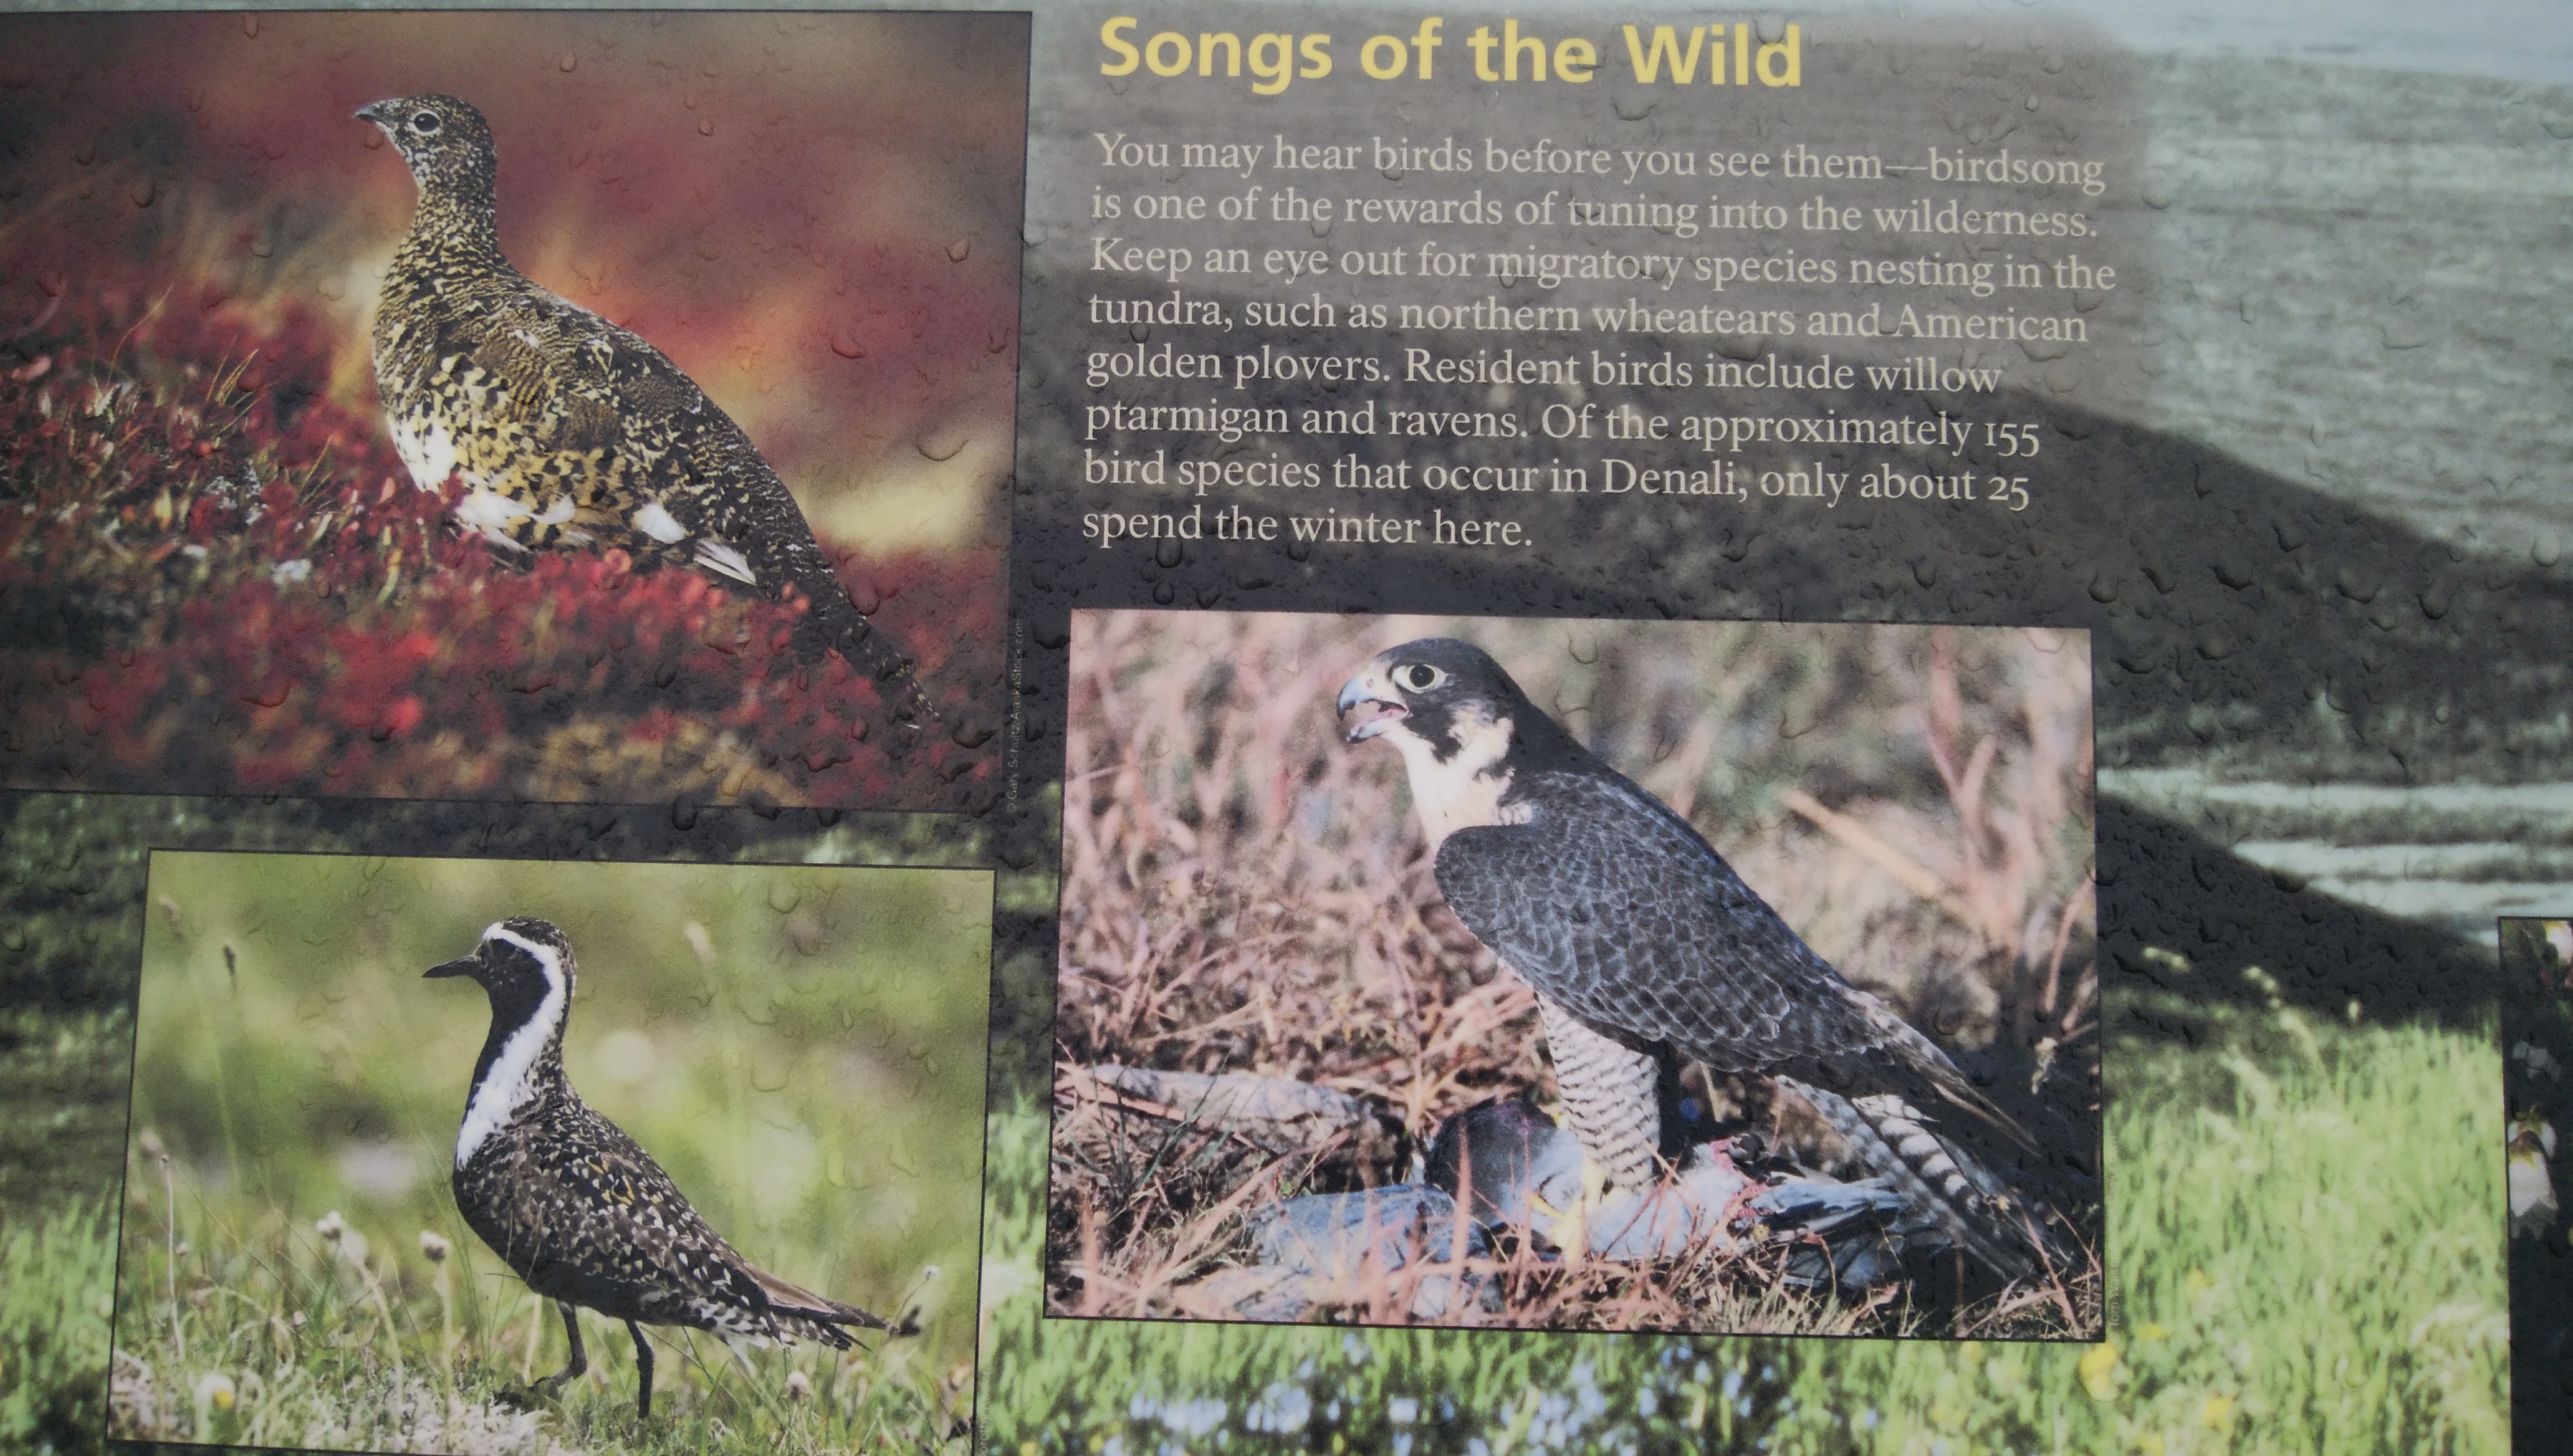 Songs of the Wild
You may hear birds before you see them—birdsong
is one of the rewards of tuning into the wilderness.
Keep an eye out for migratory species nesting in the
tundra, such as northern wheatears and American
golden plovers. Resident birds include willow
ptarmigan and ravens. Of the approximately 155
bird species that occur in Denali, only about 25
spend the winter here.
© Gary Schultz/AlaskaStock.com